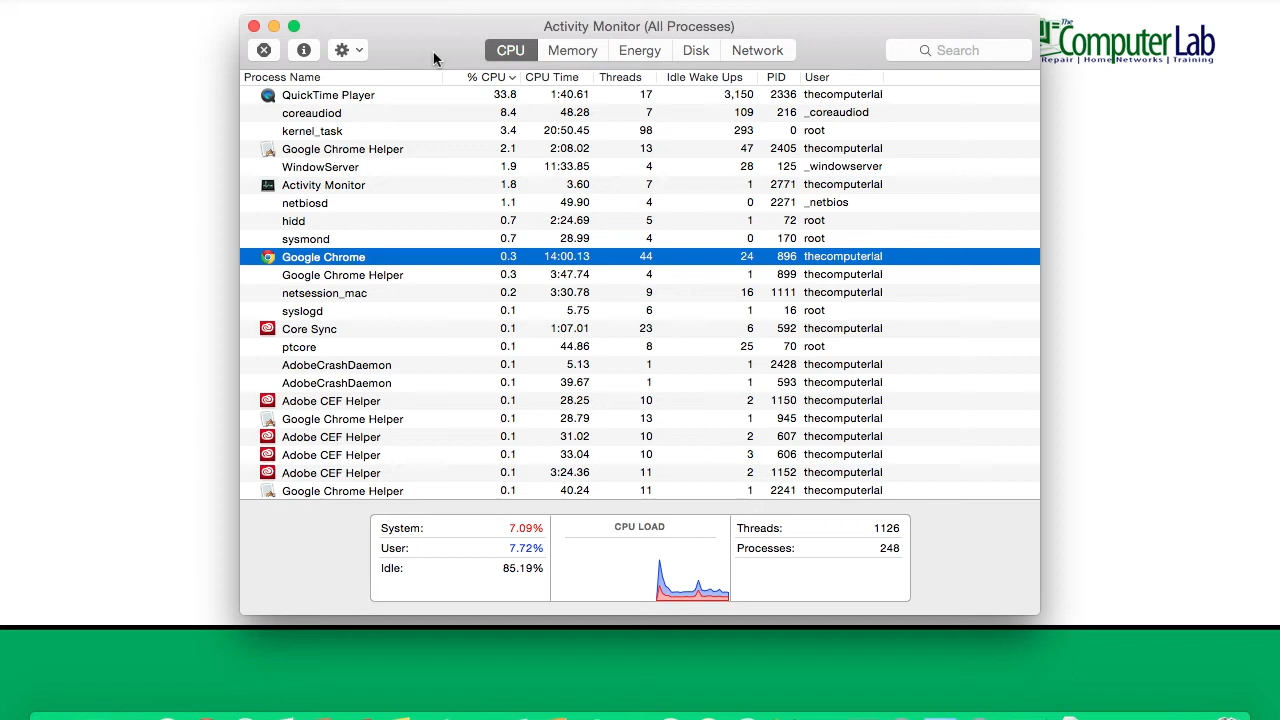 Activity Monitor (All Processes)
CPU Memory Energy Disk Network Search
The
Computer Lab
Repair | Home Networks | Training
Process Name % CPU CPU Time Threads Idle Wake Ups PID User
QuickTime Player 33.8 1:40.61 17 3,150 2336 thecomputerlal
coreaudiod 8.4 48.28 7 109 216 _coreaudiod
kernel_task 3.4 20:50.45 98 293 0 root
Google Chrome Helper 2.1 2:08.02 13 47 2405 thecomputerlal
WindowServer 1.9 11:33.85 4 28 125 _windowserver
Activity Monitor 1.8 3.60 7 1 2771 thecomputerlal
netbiosd 1.1 49.90 4 0 2271 _netbios
hidd 0.7 2:24.69 5 1 72 root
sysmond 0.7 28.99 4 0 170 root
Google Chrome 0.3 14:00.13 44 24 896 thecomputerlal
Google Chrome Helper 0.3 3:47.74 4 1 899 thecomputerlal
netsession_mac 0.2 3:30.78 9 16 1111 thecomputerlal
syslogd 0.1 5.75 6 1 16 root
Core Sync 0.1 1:07.01 23 6 592 thecomputerlal
ptcore 0.1 44.86 8 25 70 root
AdobeCrashDaemon 0.1 5.13 1 1 2428 thecomputerlal
AdobeCrashDaemon 0.1 39.67 1 1 593 thecomputerlal
Adobe CEF Helper 0.1 28.25 10 2 1150 thecomputerlal
Google Chrome Helper 0.1 28.79 13 1 945 thecomputerlal
Adobe CEF Helper 0.1 31.02 10 2 607 thecomputerlal
Adobe CEF Helper 0.1 33.04 10 3 606 thecomputerlal
Adobe CEF Helper 0.1 3:24.36 11 2 1152 thecomputerlal
Google Chrome Helper 0.1 40.24 11 1 2241 thecomputerlal
System: 7.09% CPU LOAD Threads: 1126
User: 7.72% Processes: 248
Idle: 85.19%